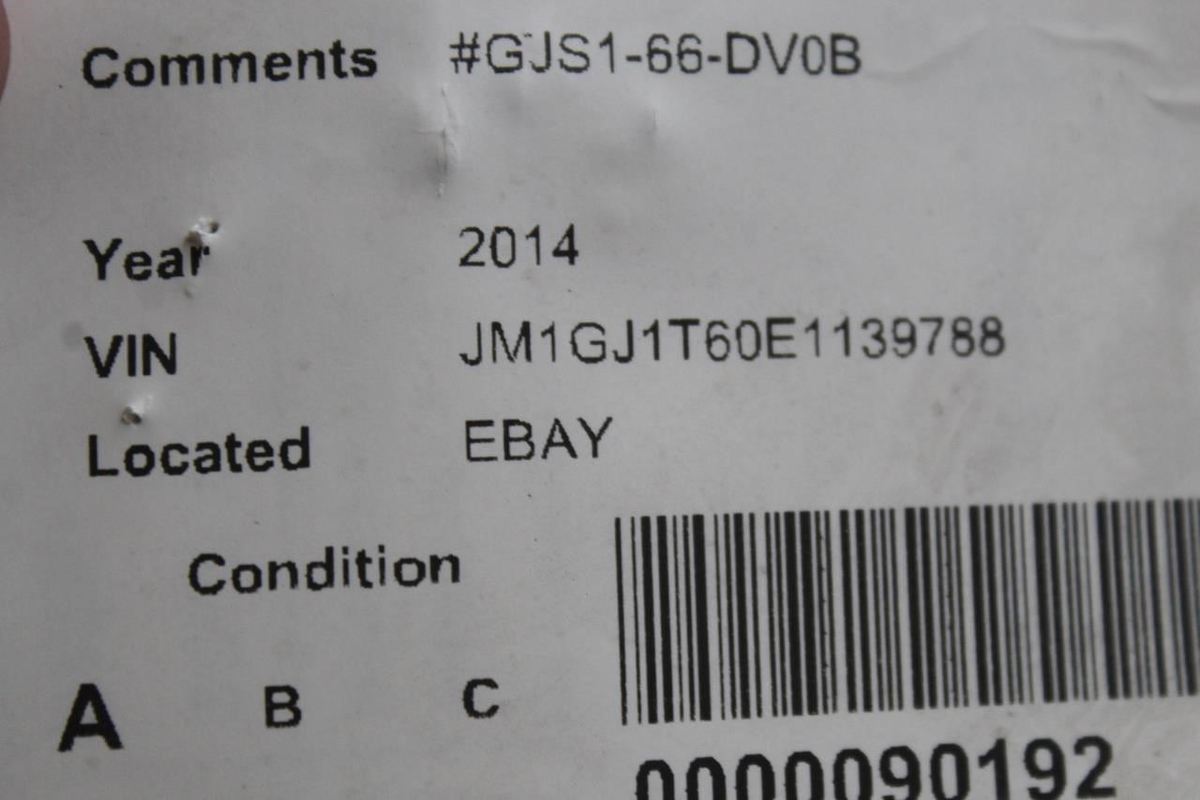 Comments #GJS1-66-DV0B
Year 2014
VIN JM1GJ1T60E1139788
Located EBAY
Condition
A B C
0000090192